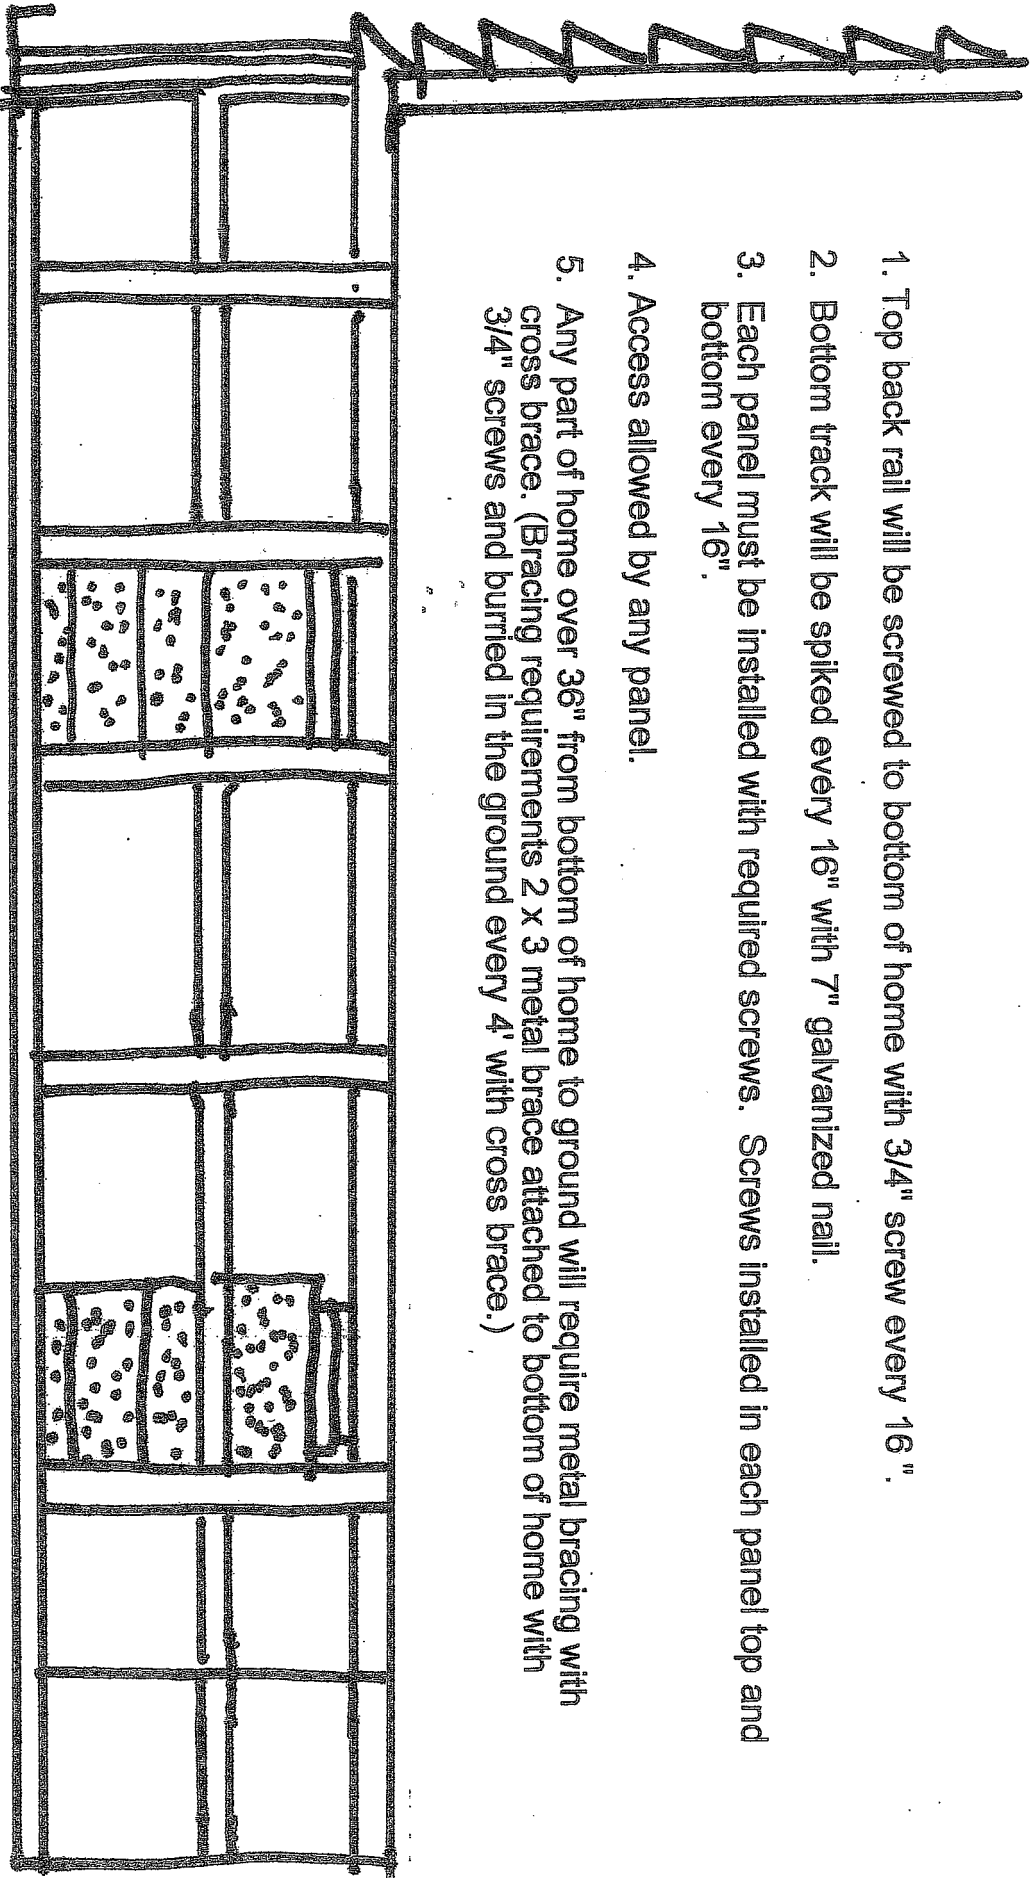 1. Top back rail will be screwed to bottom of home with 3/4" screw every 16".
2. Bottom track will be spiked every 16" with 7" galvanized nail.
3. Each panel must be installed with required screws. Screws installed in each panel top and
bottom every 16".
4. Access allowed by any panel.
5. Any part of home over 36" from bottom of home to ground will require metal bracing with
cross brace. (Bracing requirements 2 x 3 metal brace attached to bottom of home with
3/4" screws and burried in the ground every 4' with cross brace.)